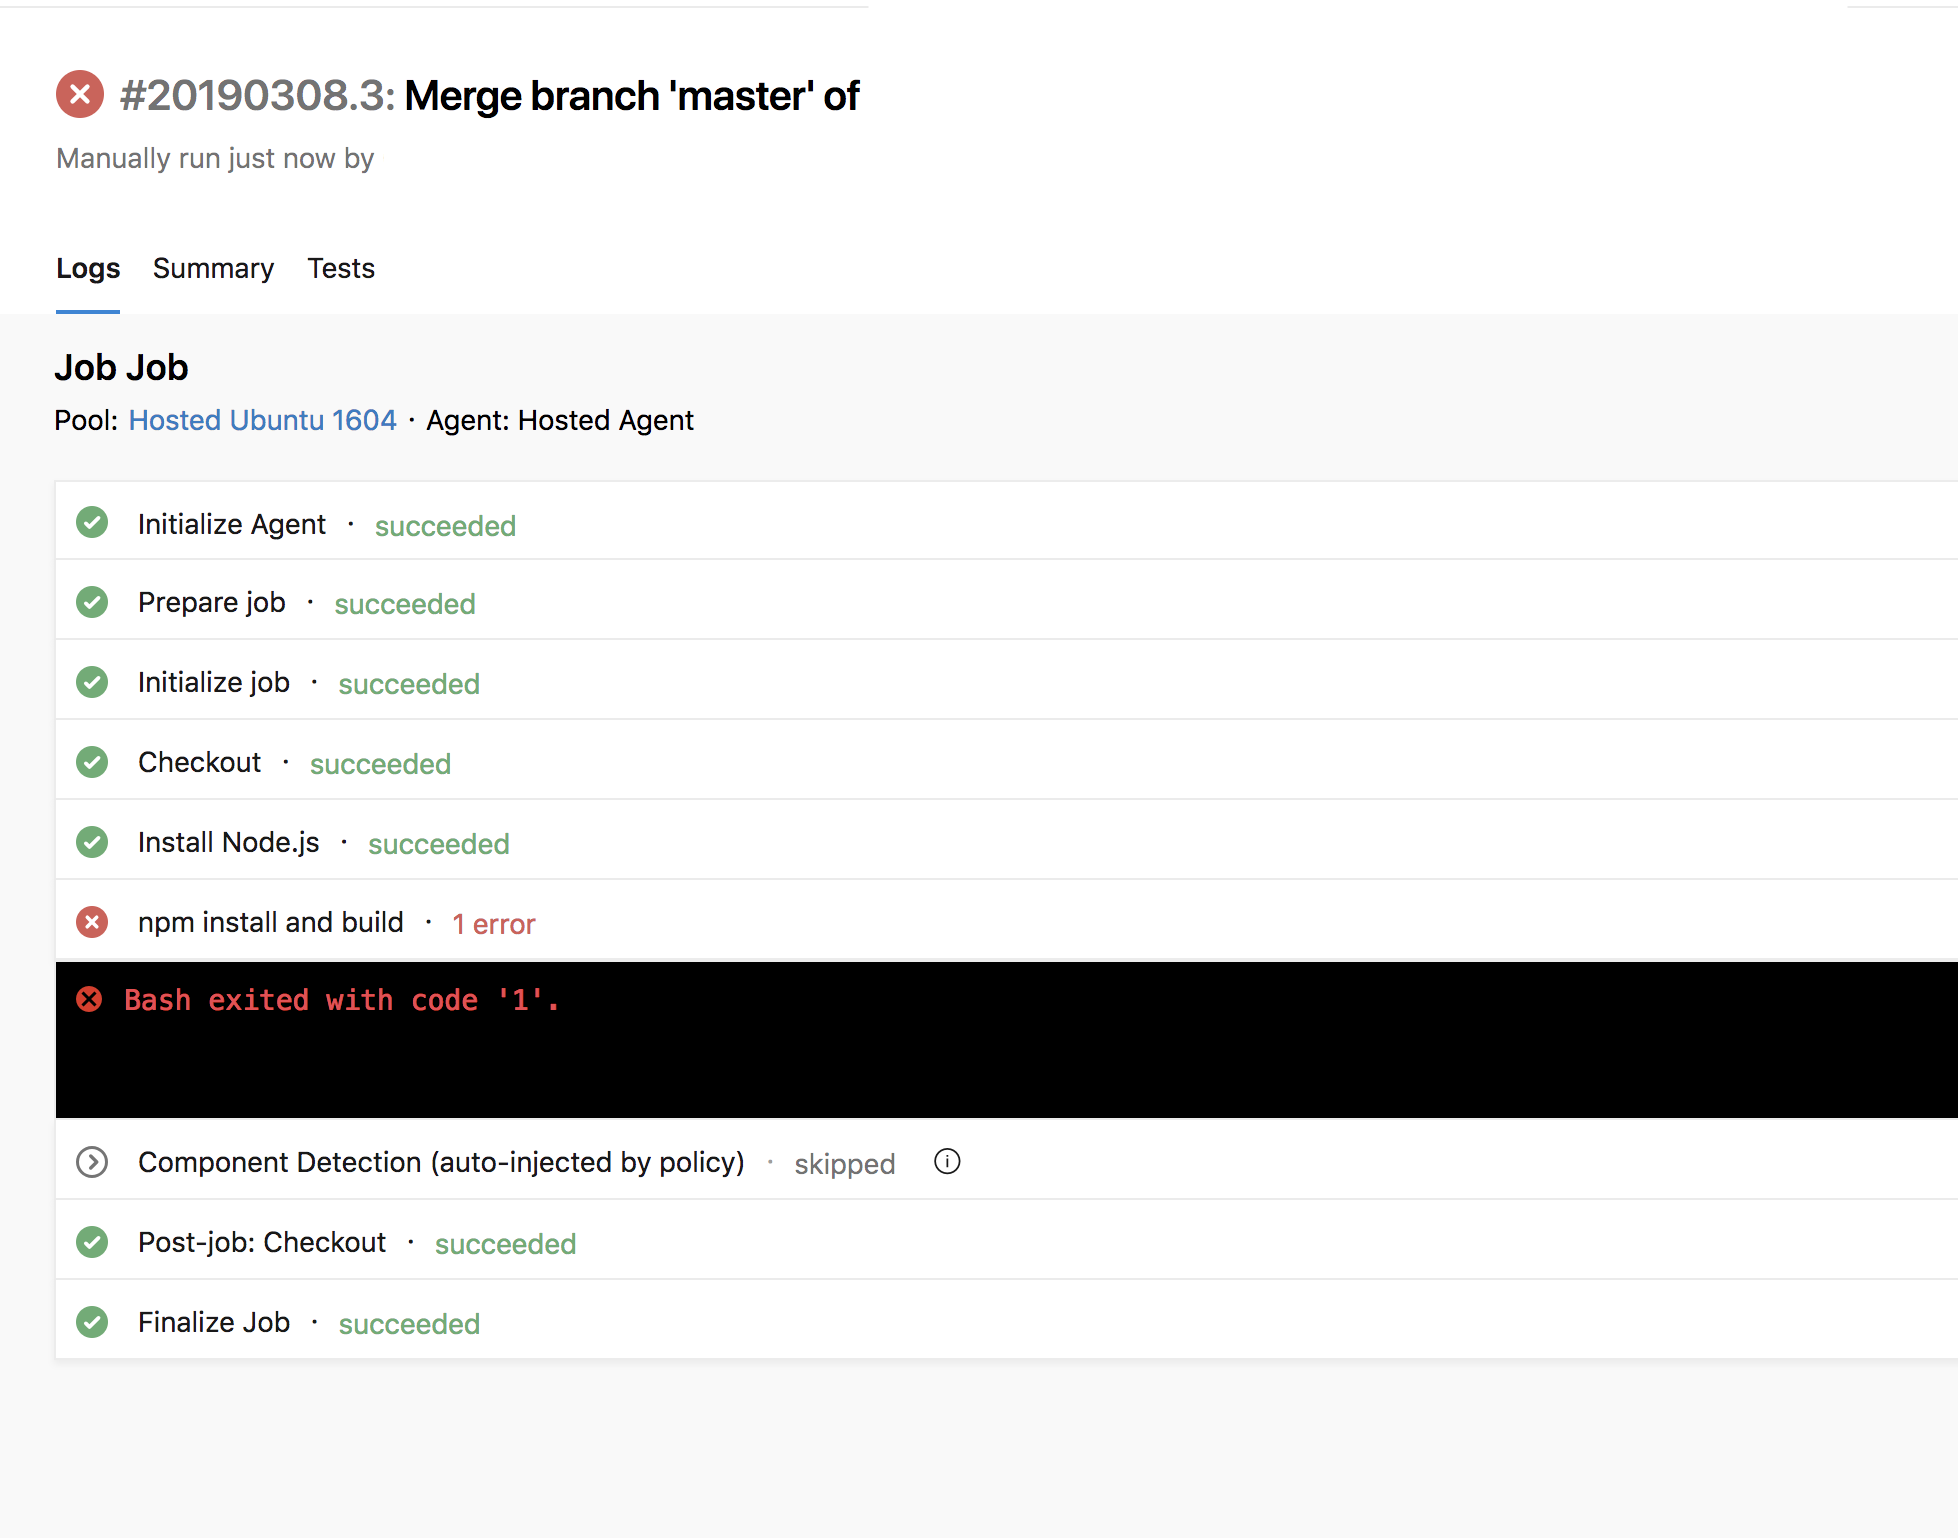 #20190308.3: Merge branch 'master' of
Manually run just now by
Logs Summary Tests
Job Job
Pool: Hosted Ubuntu 1604 · Agent: Hosted Agent
Initialize Agent · succeeded
Prepare job · succeeded
Initialize job · succeeded
Checkout · succeeded
Install Node.js · succeeded
npm install and build · 1 error
Bash exited with code '1'.
Component Detection (auto-injected by policy) · skipped
Post-job: Checkout · succeeded
Finalize Job · succeeded